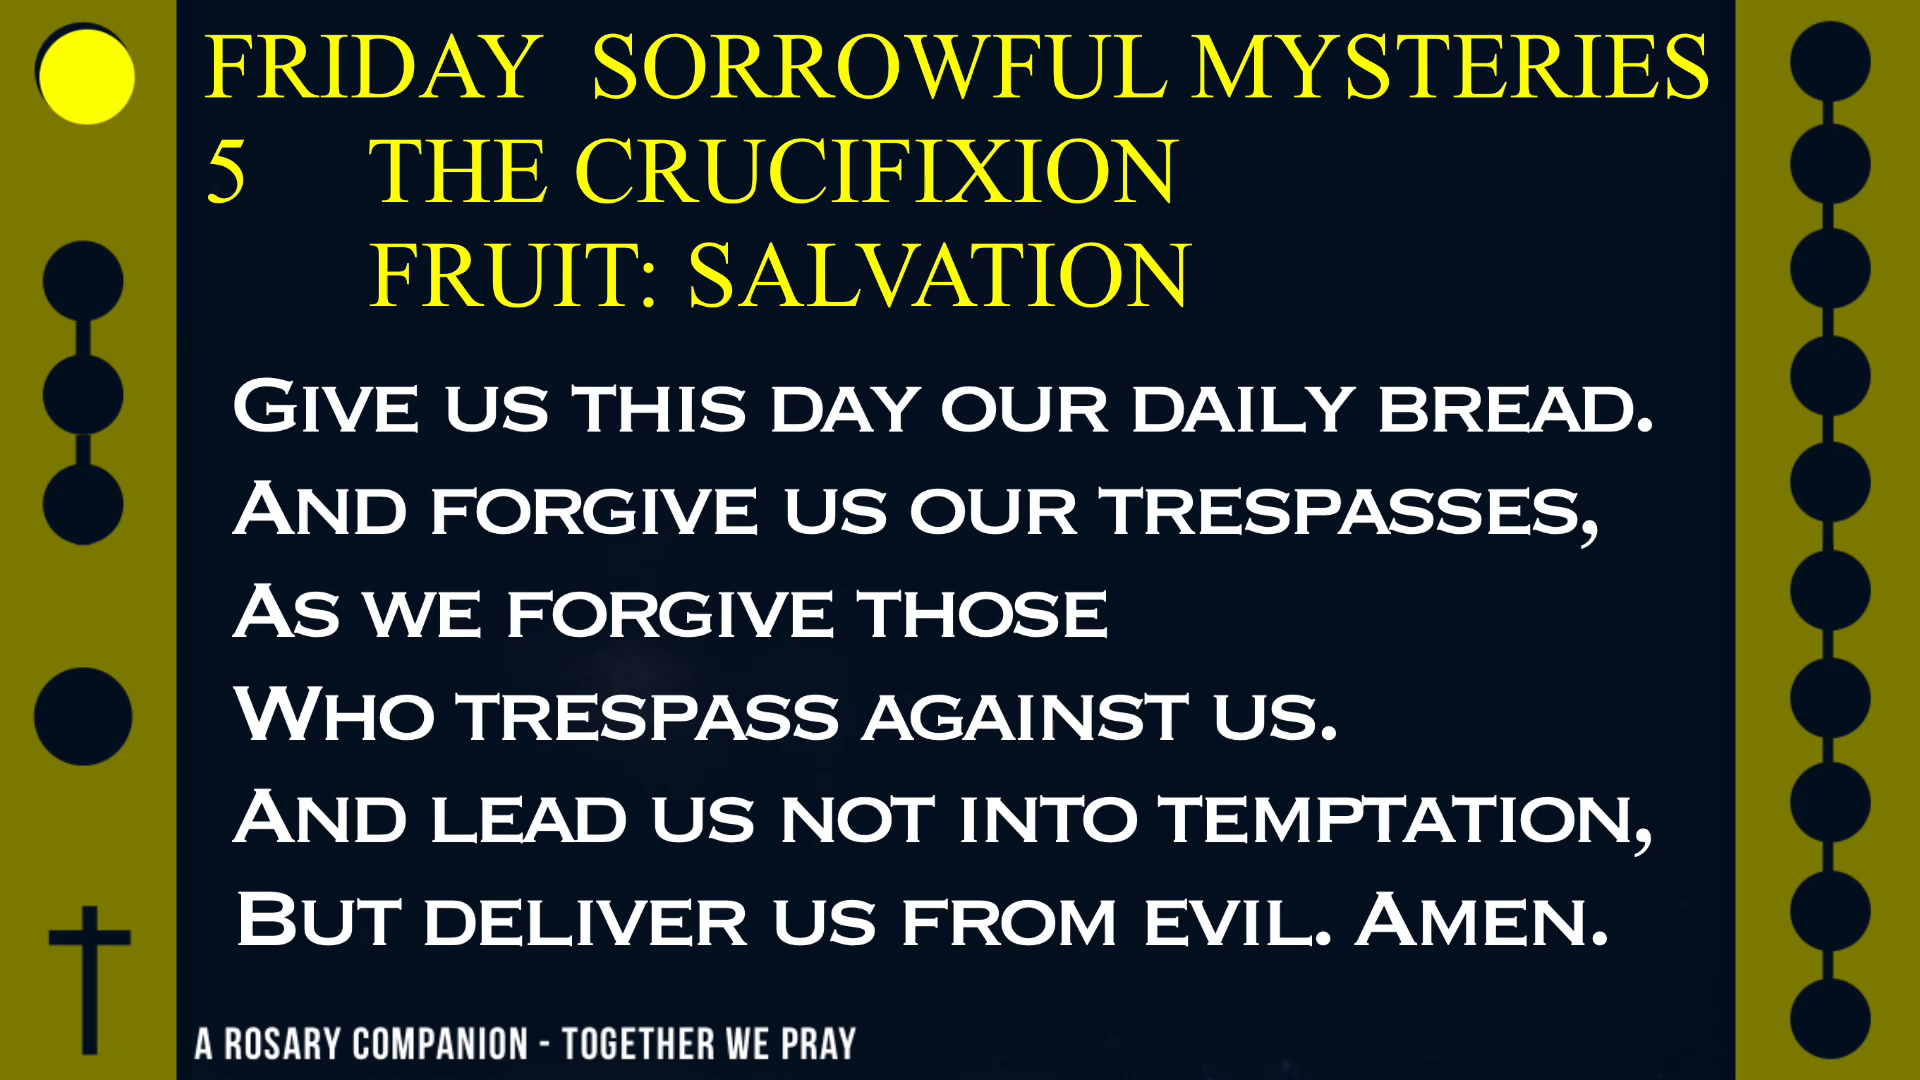 FRIDAY SORROWFUL MYSTERIES
5 THE CRUCIFIXION
FRUIT: SALVATION
Give us this day our daily bread.
And forgive us our trespasses,
As we forgive those
Who trespass against us.
And lead us not into temptation,
But deliver us from evil. Amen.
A ROSARY COMPANION - TOGETHER WE PRAY